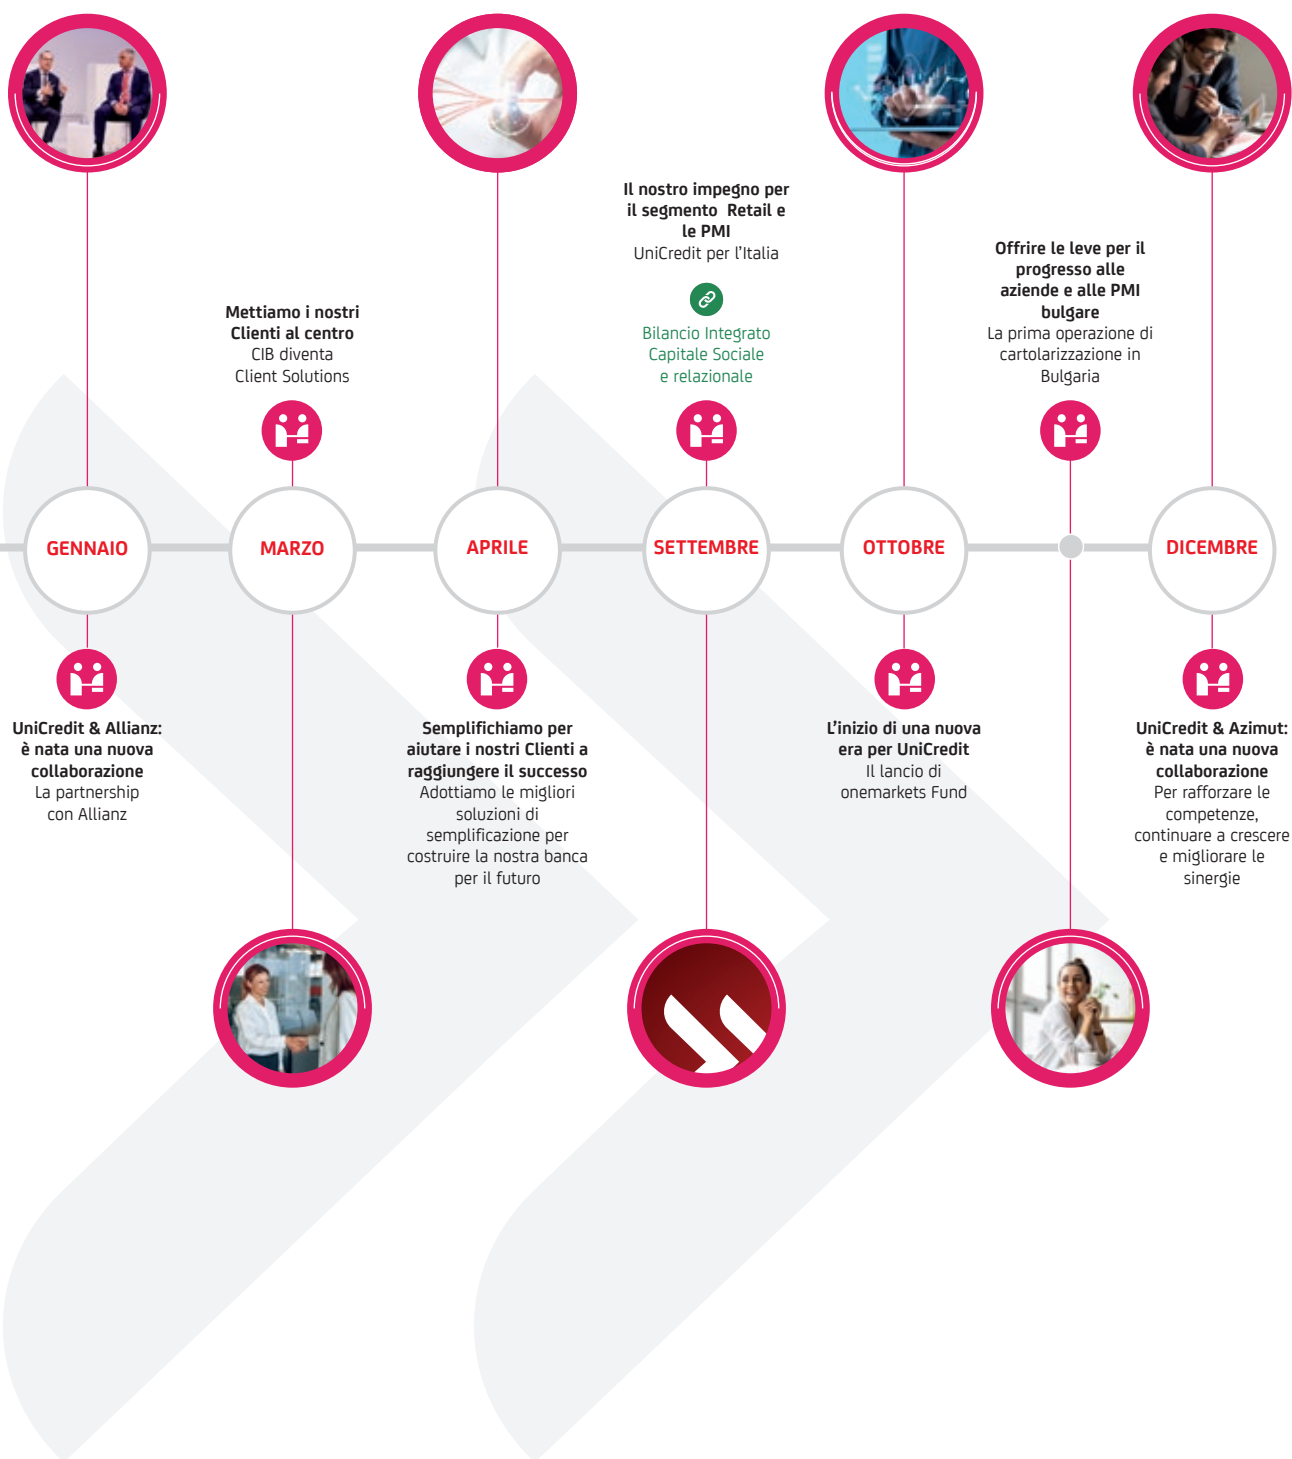 Il nostro impegno per
il segmento Retail e
le PMI
UniCredit per l'Italia
Bilancio Integrato
Capitale Sociale
e relazionale
Offrire le leve per il
progresso alle
aziende e alle PMI
bulgare
La prima operazione di
cartolarizzazione in
Bulgaria
Mettiamo i nostri
Clienti al centro
CIB diventa
Client Solutions
GENNAIO
MARZO
APRILE
SETTEMBRE
OTTOBRE
DICEMBRE
UniCredit & Allianz:
è nata una nuova
collaborazione
La partnership
con Allianz
Semplifichiamo per
aiutare i nostri Clienti a
raggiungere il successo
Adottiamo le migliori
soluzioni di
semplificazione per
costruire la nostra banca
per il futuro
L'inizio di una nuova
era per UniCredit
Il lancio di
onemarkets Fund
UniCredit & Azimut:
è nata una nuova
collaborazione
Per rafforzare le
competenze,
continuare a crescere
e migliorare le
sinergie